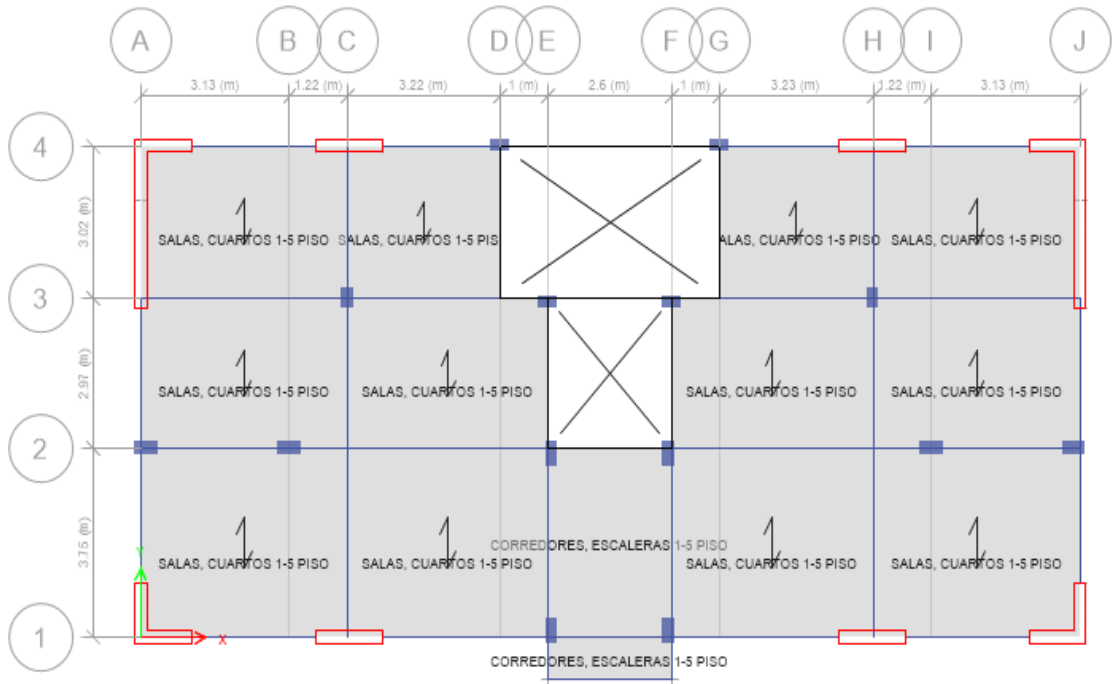 A B C D E F G H I J
3.13 (m) 1.22 (m) 3.22 (m) 1 (m) 2.6 (m) 1 (m) 3.23 (m) 1.22 (m) 3.13 (m)
4
3.02 (m)
SALAS, CUARTOS 1-5 PISO SALAS, CUARTOS 1-5 PIS ALAS, CUARTOS 1-5 PISO SALAS, CUARTOS 1-5 PISO
3
2.97 (m)
SALAS, CUARTOS 1-5 PISO SALAS, CUARTOS 1-5 PISO SALAS, CUARTOS 1-5 PISO SALAS, CUARTOS 1-5 PISO
2
3.75 (m)
CORREDORES, ESCALERAS 1-5 PISO
Y
SALAS, CUARTOS 1-5 PISO SALAS, CUARTOS 1-5 PISO SALAS, CUARTOS 1-5 PISO SALAS, CUARTOS 1-5 PISO
1
X
CORREDORES, ESCALERAS 1-5 PISO